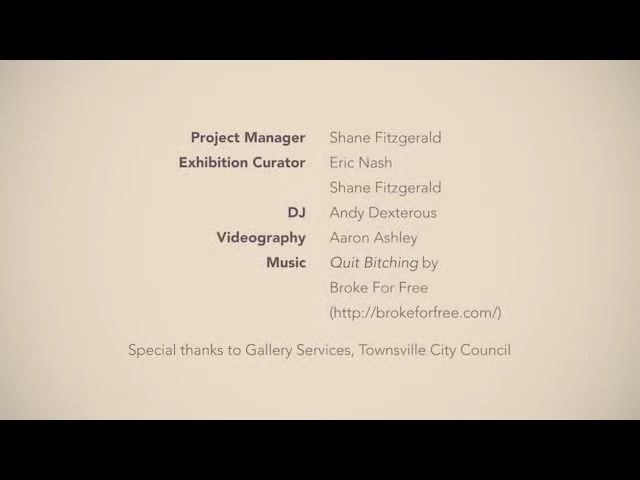 Project Manager Shane Fitzgerald
Exhibition Curator Eric Nash
Shane Fitzgerald
DJ Andy Dexterous
Videography Aaron Ashley
Music Quit Bitching by
Broke For Free
(http://brokeforfree.com/)
Special thanks to Gallery Services, Townsville City Council